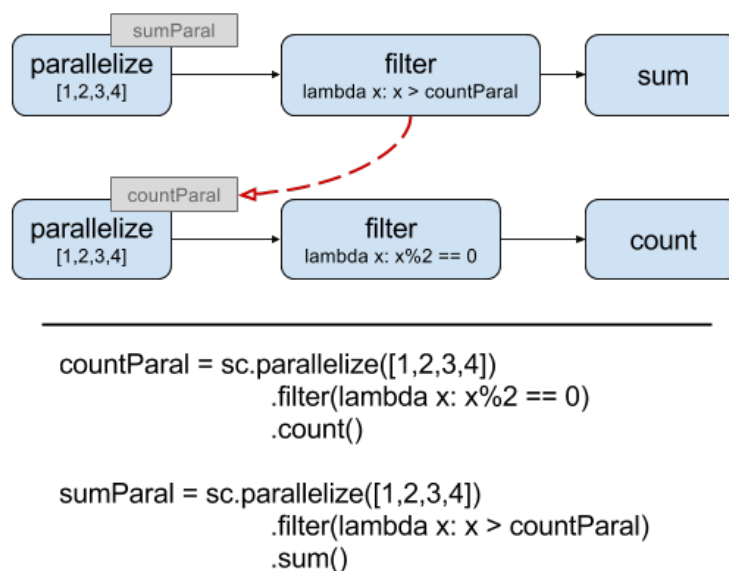 sumParal
parallelize
[1,2,3,4]
filter
lambda x: x > countParal
sum
countParal
parallelize
[1,2,3,4]
filter
lambda x: x%2 == 0
count
countParal = sc.parallelize([1,2,3,4])
.filter(lambda x: x%2 == 0)
.count()
sumParal = sc.parallelize([1,2,3,4])
.filter(lambda x: x > countParal)
.sum()